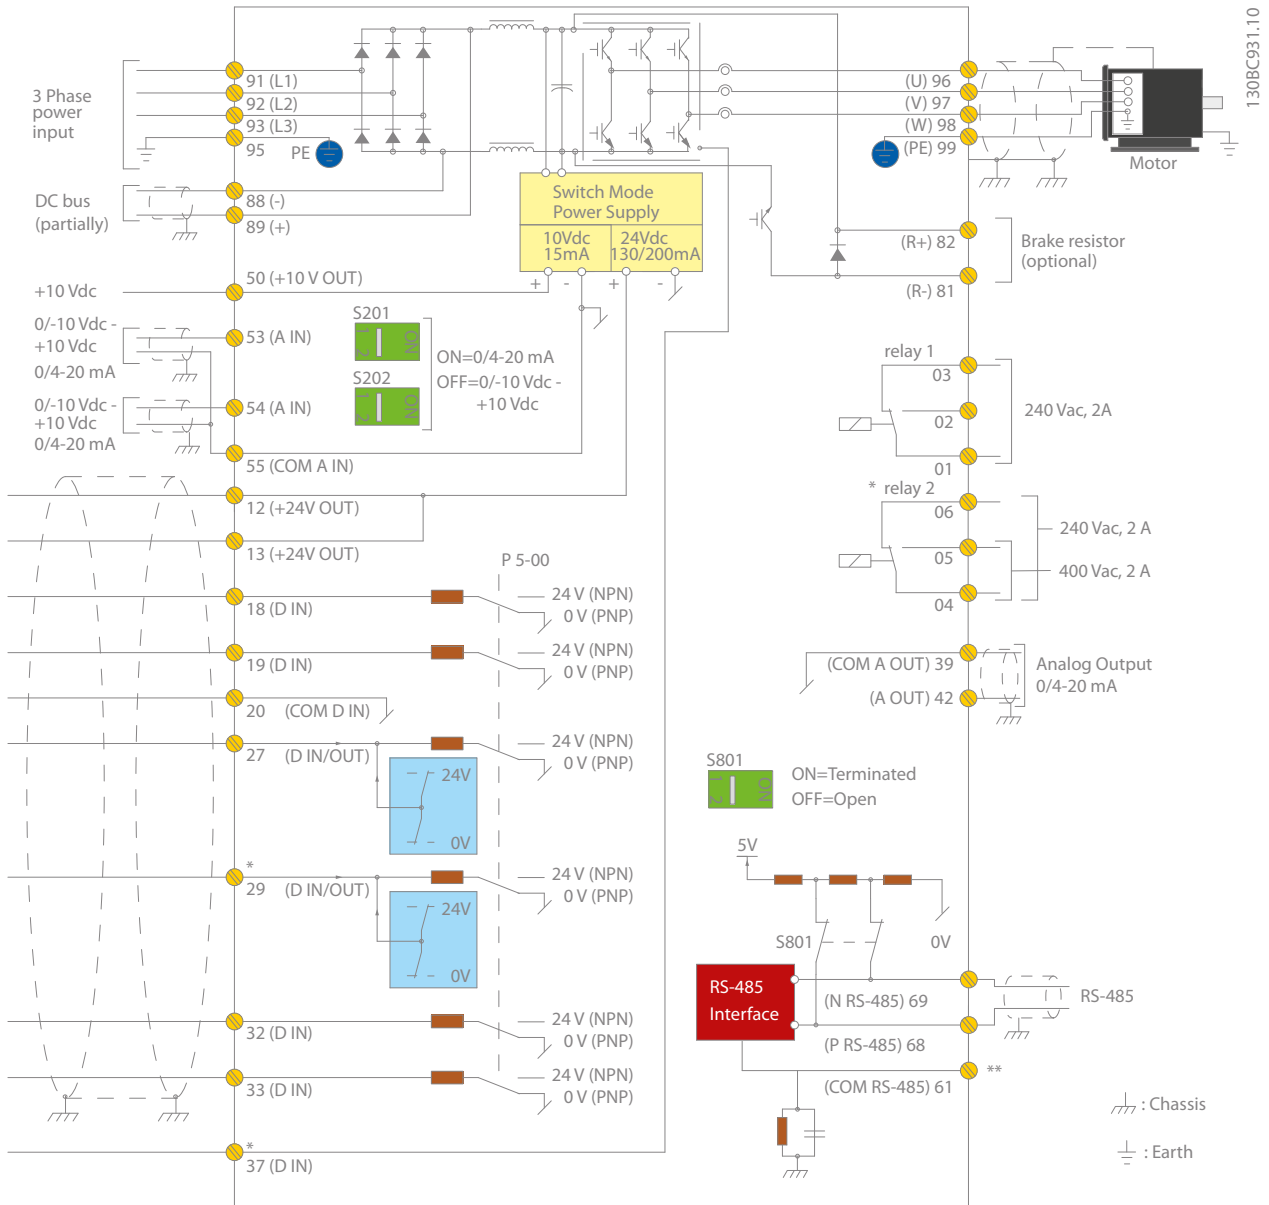 130BC931.10
3 Phase
power
input
91 (L1)
92 (L2)
93 (L3)
95
PE
DC bus
(partially)
88 (-)
89 (+)
Switch Mode
Power Supply
10Vdc
15mA
24Vdc
130/200mA
+
-
+
-
(U) 96
(V) 97
(W) 98
(PE) 99
Motor
(R+) 82
(R-) 81
Brake resistor
(optional)
+10 Vdc
50 (+10 V OUT)
0/-10 Vdc -
+10 Vdc
0/4-20 mA
53 (A IN)
0/-10 Vdc -
+10 Vdc
0/4-20 mA
54 (A IN)
55 (COM A IN)
S201
1
2
ON
S202
1
2
ON
ON=0/4-20 mA
OFF=0/-10 Vdc -
+10 Vdc
relay 1
03
02
01
240 Vac, 2A
* relay 2
06
05
04
240 Vac, 2 A
400 Vac, 2 A
12 (+24V OUT)
13 (+24V OUT)
P 5-00
18 (D IN)
24 V (NPN)
0 V (PNP)
19 (D IN)
24 V (NPN)
0 V (PNP)
20 (COM D IN)
27 (D IN/OUT)
24 V (NPN)
0 V (PNP)
24V
0V
*
29 (D IN/OUT)
24 V (NPN)
0 V (PNP)
24V
0V
32 (D IN)
24 V (NPN)
0 V (PNP)
33 (D IN)
24 V (NPN)
0 V (PNP)
*
37 (D IN)
(COM A OUT) 39
(A OUT) 42
Analog Output
0/4-20 mA
S801
1
2
ON
ON=Terminated
OFF=Open
5V
S801
0V
RS-485
Interface
(N RS-485) 69
(P RS-485) 68
(COM RS-485) 61
RS-485
**
: Chassis
: Earth